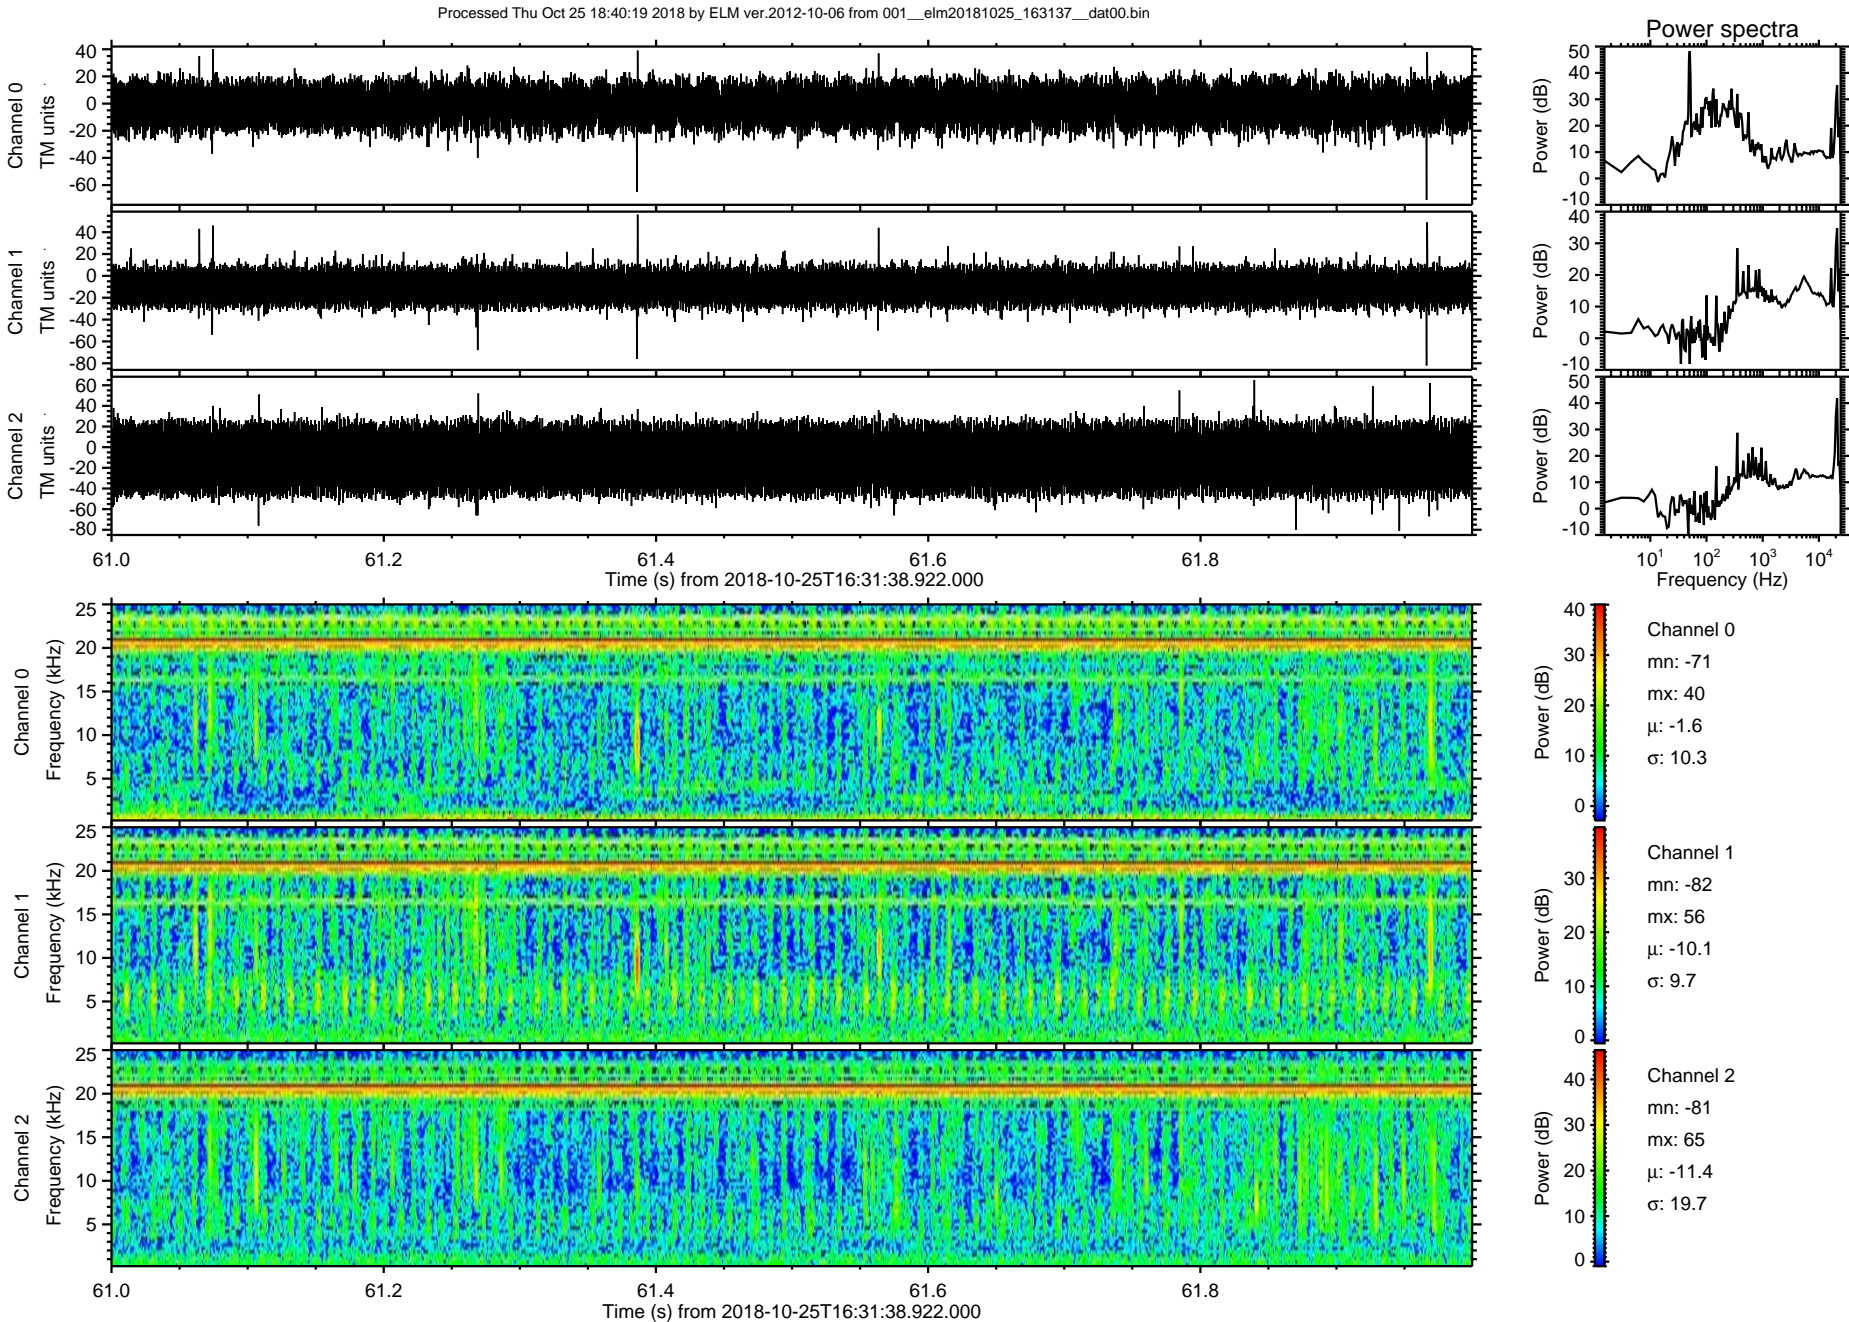 Processed Thu Oct 25 18:40:19 2018 by ELM ver.2012-10-06 from 001__elm20181025_163137__dat00.bin
Power spectra
Channel 0
TM units
40
20
0
-20
-40
-60
Power (dB)
50
40
30
20
10
0
-10
Channel 1
TM units
40
20
0
-20
-40
-60
-80
Power (dB)
40
30
20
10
0
-10
Channel 2
TM units
60
40
20
0
-20
-40
-60
-80
Power (dB)
50
40
30
20
10
0
-10
61.0 61.2 61.4 61.6 61.8
Time (s) from 2018-10-25T16:31:38.922.000
10¹ 10² 10³ 10⁴
Frequency (Hz)
Channel 0
Frequency (kHz)
25
20
15
10
5
Power (dB)
40
30
20
10
0
Channel 0
mn: -71
mx: 40
μ: -1.6
σ: 10.3
Channel 1
Frequency (kHz)
25
20
15
10
5
Power (dB)
30
20
10
0
Channel 1
mn: -82
mx: 56
μ: -10.1
σ: 9.7
Channel 2
Frequency (kHz)
25
20
15
10
5
Power (dB)
40
30
20
10
0
Channel 2
mn: -81
mx: 65
μ: -11.4
σ: 19.7
61.0 61.2 61.4 61.6 61.8
Time (s) from 2018-10-25T16:31:38.922.000